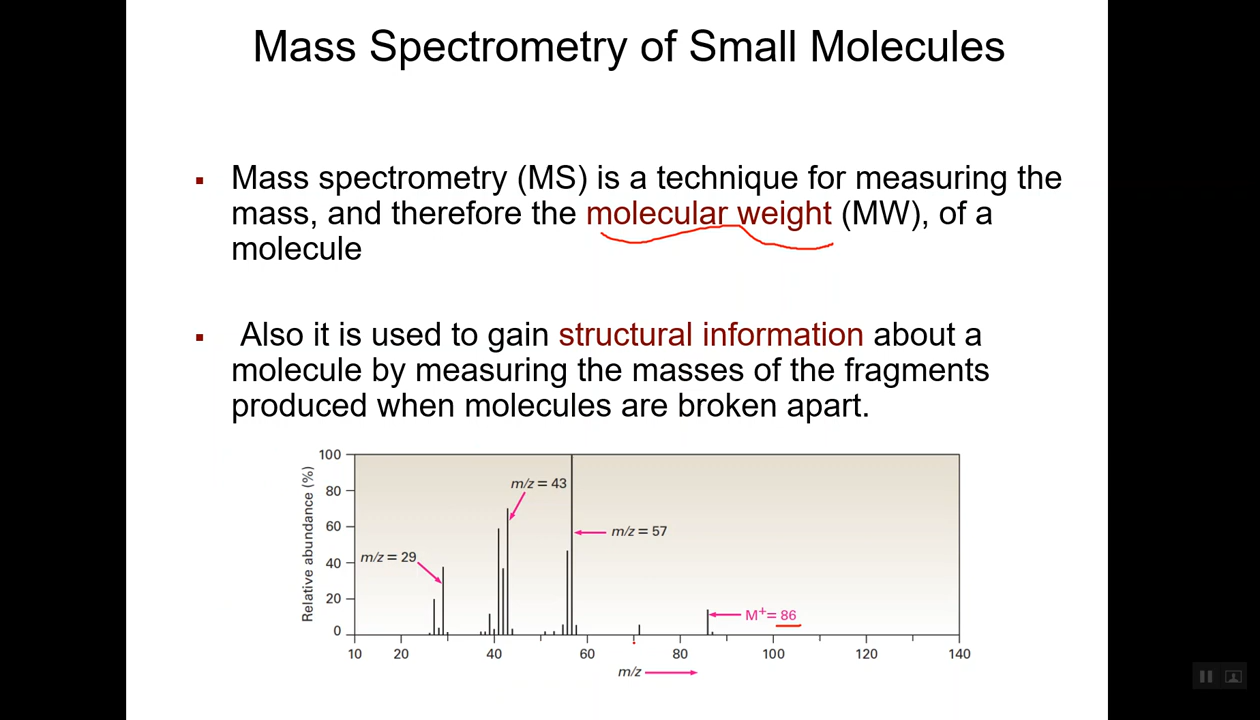 Mass Spectrometry of Small Molecules
▪ Mass spectrometry (MS) is a technique for measuring the
mass, and therefore the molecular weight (MW), of a
molecule
▪ Also it is used to gain structural information about a
molecule by measuring the masses of the fragments
produced when molecules are broken apart.
Relative abundance (%)
100
80
60
40
20
0
m/z = 29
m/z = 43
m/z = 57
M+= 86
10 20 40 60 80 100 120 140
m/z